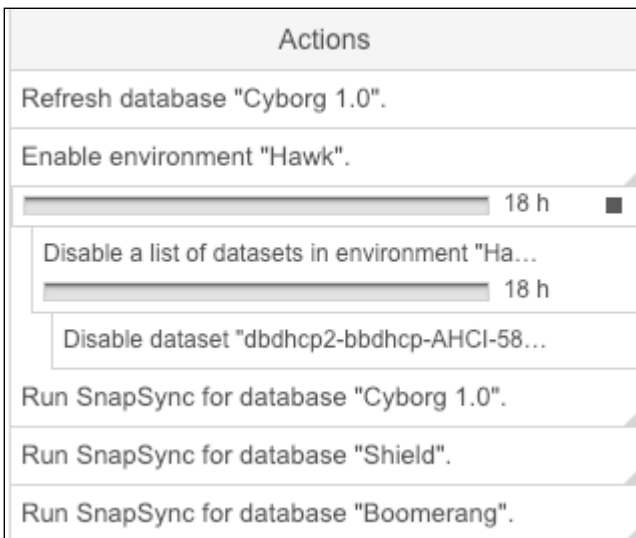 Actions
Refresh database "Cyborg 1.0".
Enable environment "Hawk".
18 h
Disable a list of datasets in environment "Ha...
18 h
Disable dataset "dbdhcp2-bbdhcp-AHCI-58...
Run SnapSync for database "Cyborg 1.0".
Run SnapSync for database "Shield".
Run SnapSync for database "Boomerang".